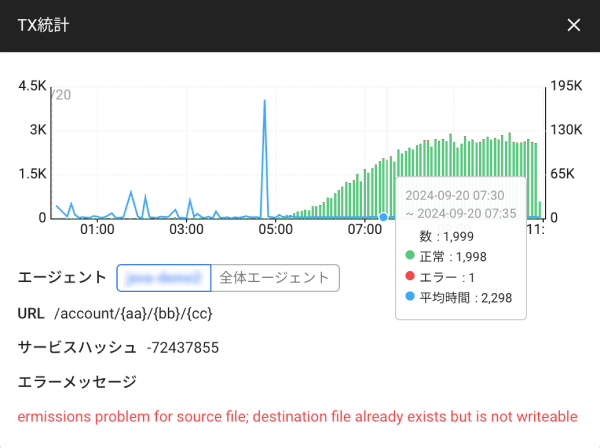 TX統計
4.5K
/20
195K
3K
130K
1.5K
65K
0
0
01:00
03:00
05:00
07:00
11:
2024-09-20 07:30
~ 2024-09-20 07:35
数 : 1,999
正常 : 1,998
エラー : 1
平均時間 : 2,298
エージェント
全体エージェント
URL /account/{aa}/{bb}/{cc}
サービスハッシュ -72437855
エラーメッセージ
ermissions problem for source file; destination file already exists but is not writeable